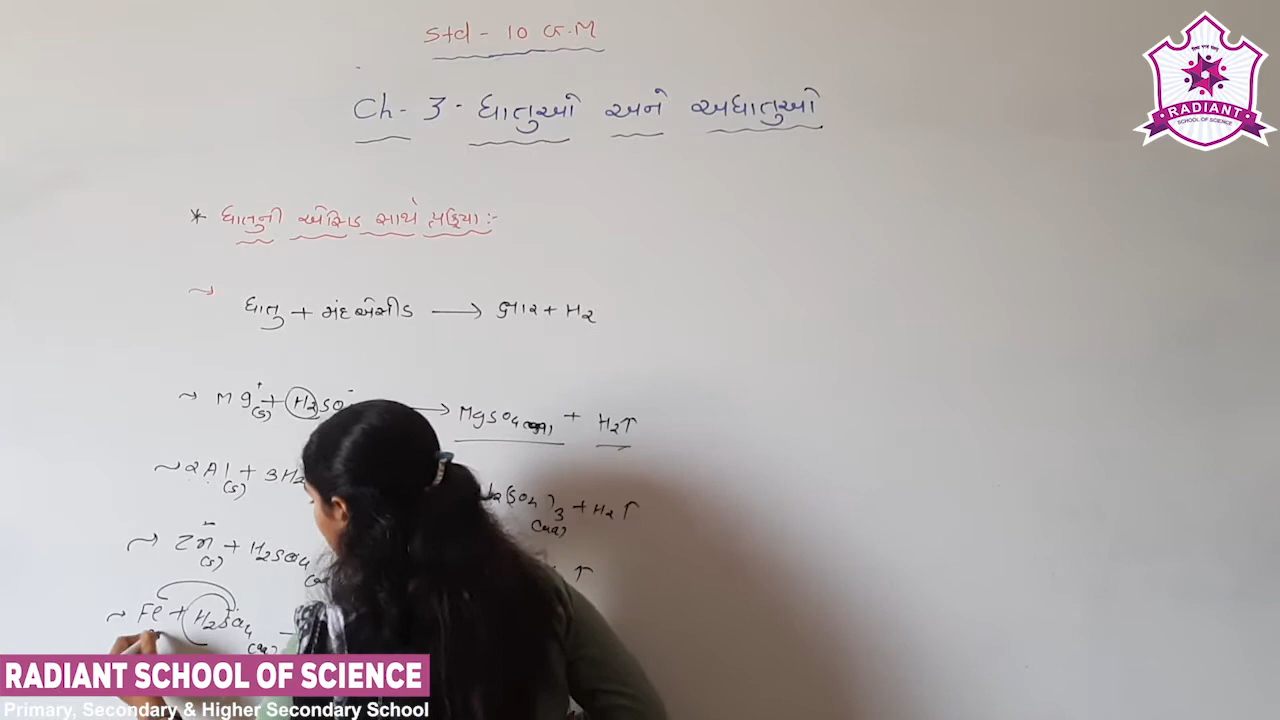 Std - 10 G.M
Ch - 3 - ધાતુઓ અને અધાતુઓ
* ધાતુની એસિડ સાથે પ્રક્રિયા :-
~> ધાતુ + મંદ એસીડ → ક્ષાર + H2
~> Mg(s) + H2SO → MgSO4(aq) + H2↑
~> 2Al(s) + 3H2 2(SO4)3(aq) + H2↑
~> Zn(s) + H2SO4 ↑
~> Fe + H2SO4(aq) –
RADIANT
SCHOOL OF SCIENCE
RADIANT SCHOOL OF SCIENCE
Primary, Secondary & Higher Secondary School